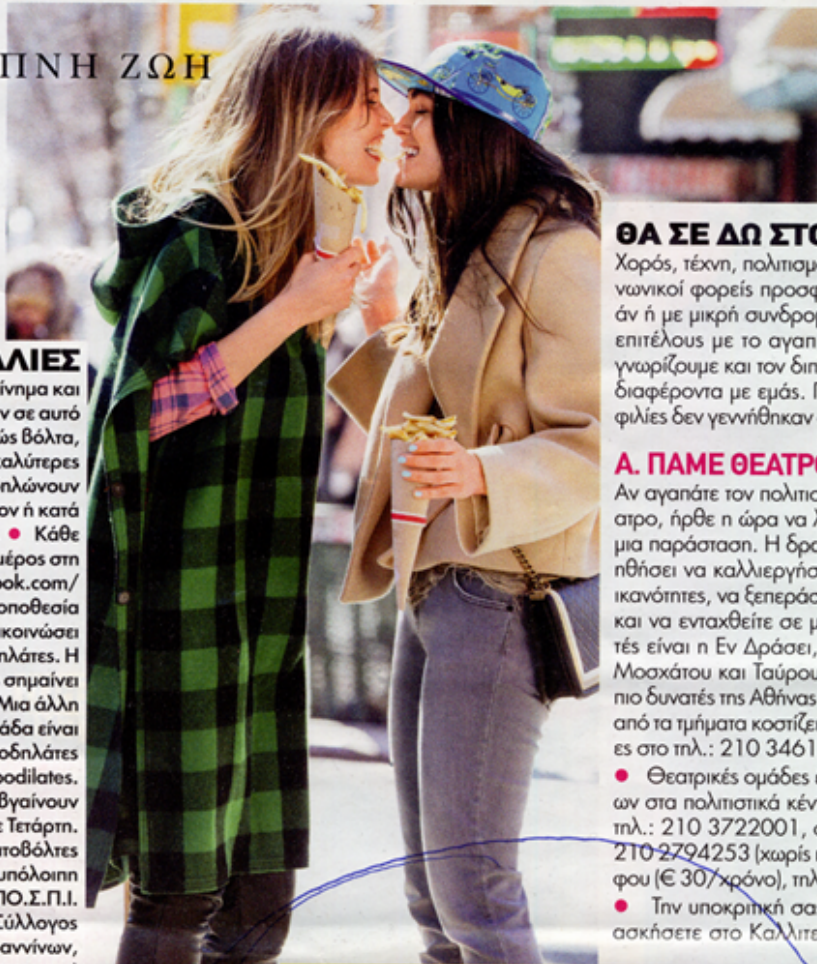 ΠΝΗ ΖΩΗ
ΛΙΕΣ
ίνημα και
ν σε αυτό
ώς βόλτα,
αλύτερες
ηλώνουν
ον ή κατά
• Κάθε
μέρος στη
ook.com/
οποθεσία
ικοινώσει
ηλάτες. Η
σημαίνει
Μια άλλη
άδα είναι
οδηλάτες
podilates.
βγαίνουν
ε Τετάρτη.
ατοβόλτες
υπόλοιπη
ΠΟ.Σ.Π.Ι.
Σύλλογος
αννίνων,
ΘΑ ΣΕ ΔΩ ΣΤΟ
Χορός, τέχνη, πολιτισμ
νωνικοί φορείς προσφ
άν ή με μικρή συνδρομ
επιτέλους με το αγαπ
γνωρίζουμε και τον διπ
διαφέροντα με εμάς. Γ
φιλίες δεν γεννήθηκαν
Α. ΠΑΜΕ ΘΕΑΤΡΟ
Αν αγαπάτε τον πολιτισ
ατρο, ήρθε η ώρα να λ
μια παράσταση. Η δρα
ηθήσει να καλλιεργήσ
ικανότητες, να ξεπεράσ
και να ενταχθείτε σε μ
τές είναι η Εν Δράσει,
Μοσχάτου και Ταύρου
πιο δυνατές της Αθήνας
από τα τμήματα κοστίζει
ες στο τηλ.: 210 3461
• Θεατρικές ομάδες
ων στα πολιτιστικά κέν
τηλ.: 210 3722001,
210 2794253 (χωρίς
φου (€ 30/χρόνο), τηλ
• Την υποκριτική σα
ασκήσετε στο Καλλιτε